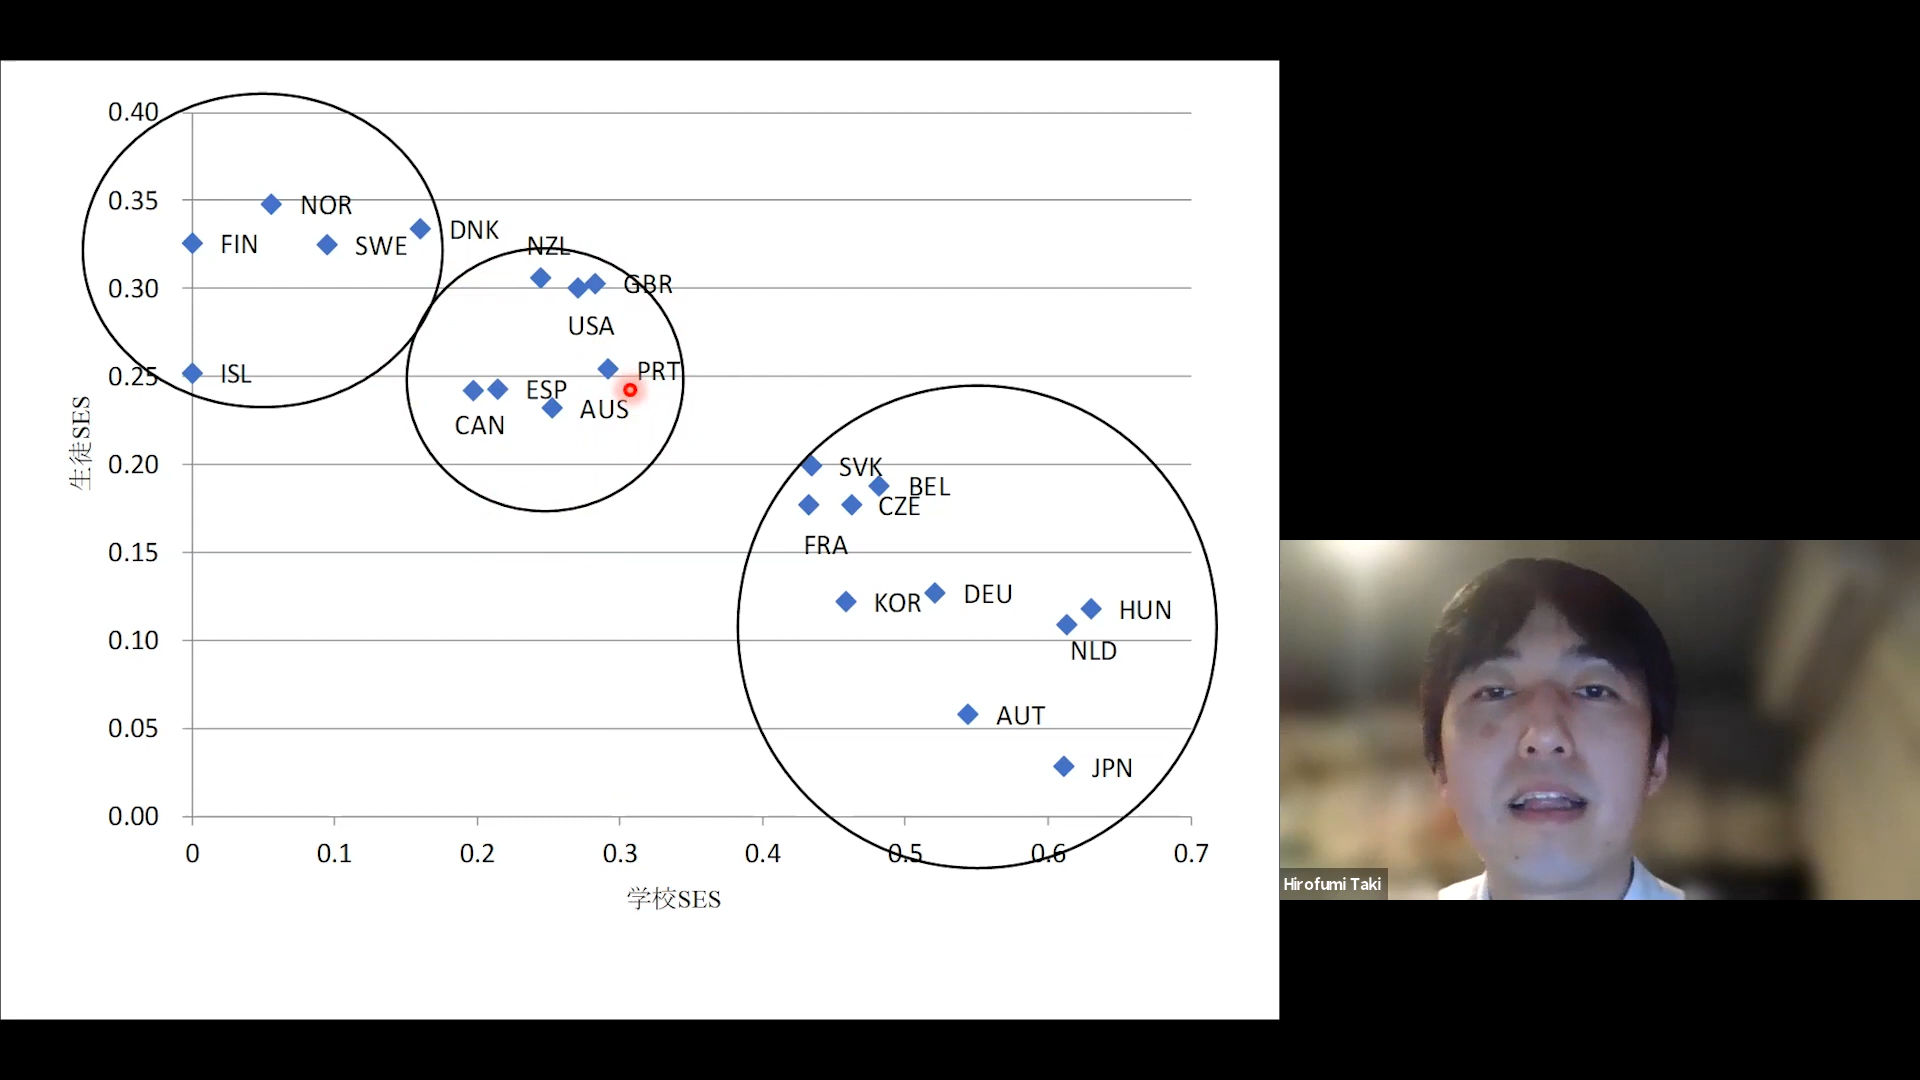 0.40
0.35
0.30
0.25
0.20
0.15
0.10
0.05
0.00
0
0.1
0.2
0.3
0.4
0.5
0.6
0.7
生徒SES
学校SES
NOR
FIN
SWE
DNK
ISL
NZL
GBR
USA
PRT
ESP
AUS
CAN
SVK
BEL
CZE
FRA
KOR
DEU
HUN
NLD
AUT
JPN
Hirofumi Taki